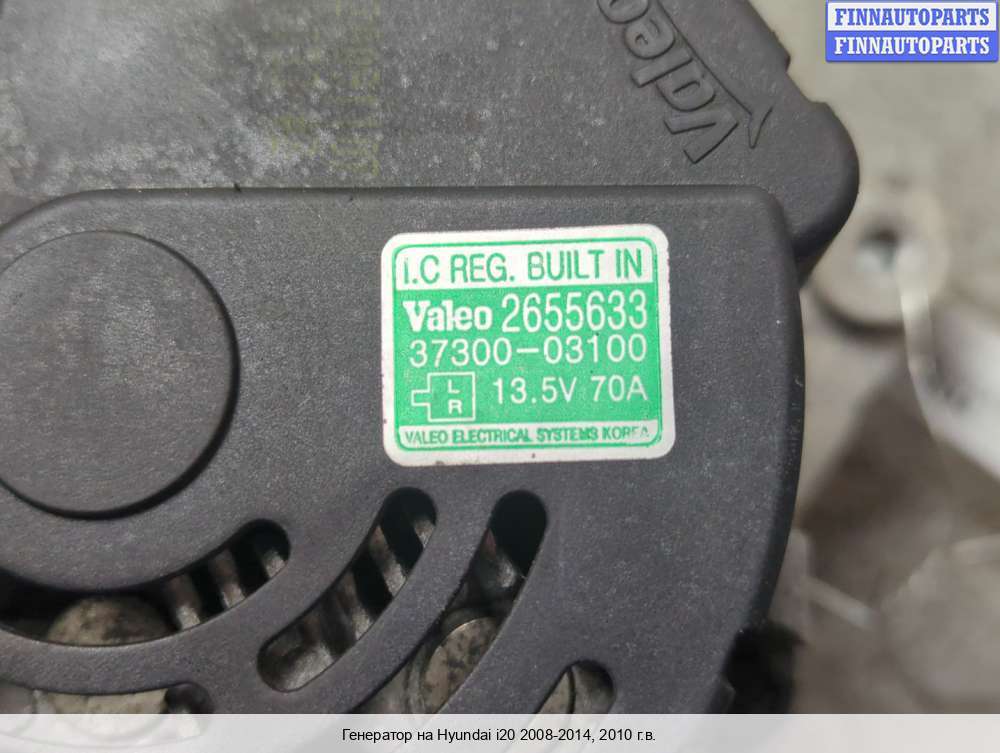 FINNAUTOPARTS
FINNAUTOPARTS
Valeo
I.C REG. BUILT IN
Valeo 2655633
37300-03100
L
R
13.5V 70A
VALEO ELECTRICAL SYSTEMS KOREA
Генератор на Hyundai i20 2008-2014, 2010 г.в.